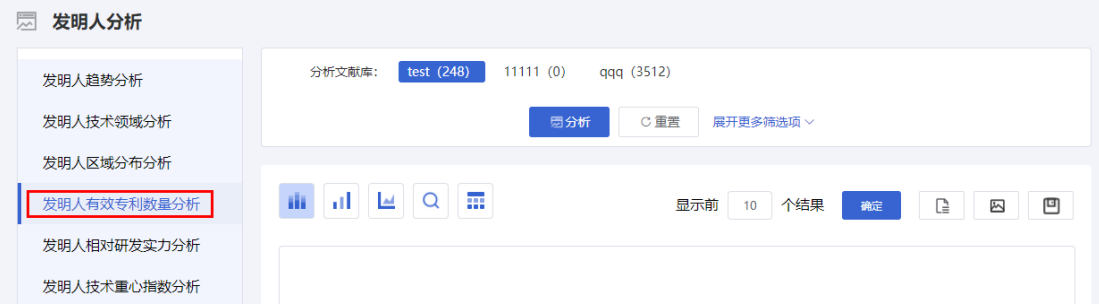 发明人分析
发明人趋势分析
发明人技术领域分析
发明人区域分布分析
发明人有效专利数量分析
发明人相对研发实力分析
发明人技术重心指数分析
分析文献库： test（248） 11111（0） qqq（3512）
分析 重置 展开更多筛选项
显示前 10 个结果 确定